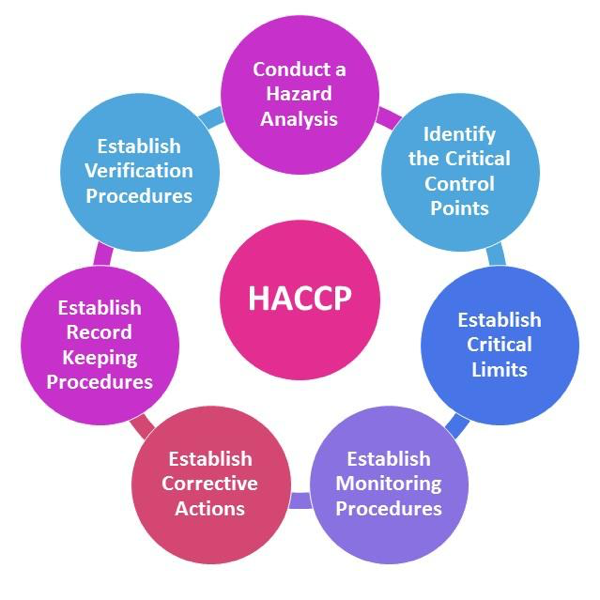 Conduct a
Hazard
Analysis
Identify
the Critical
Control
Points
Establish
Critical
Limits
Establish
Monitoring
Procedures
Establish
Corrective
Actions
Establish
Record
Keeping
Procedures
Establish
Verification
Procedures
HACCP